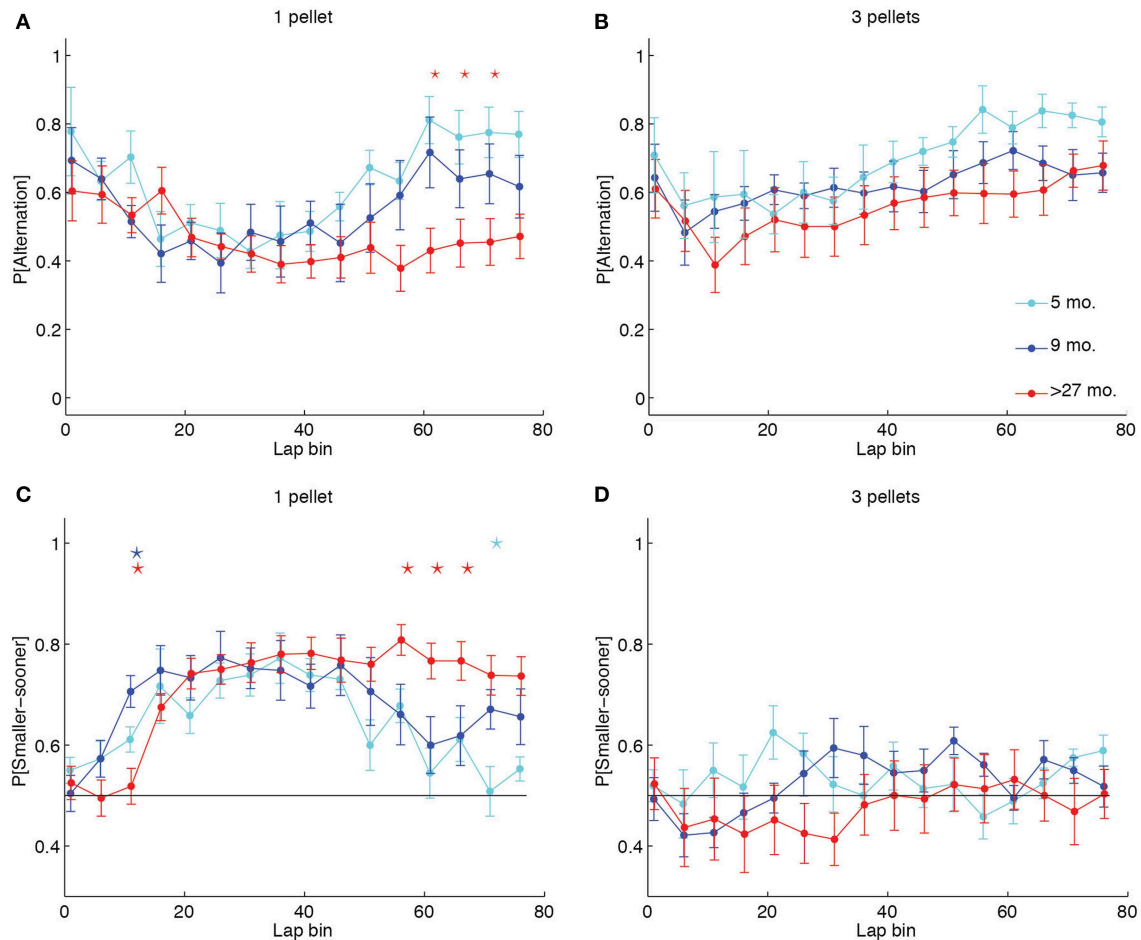 A
1 pellet
P[Alternation]
1
0.8
0.6
0.4
0.2
0
0 20 40 60 80
Lap bin
B
3 pellets
P[Alternation]
1
0.8
0.6
0.4
0.2
0
5 mo.
9 mo.
>27 mo.
0 20 40 60 80
Lap bin
C
1 pellet
P[Smaller-sooner]
1
0.8
0.6
0.4
0 20 40 60 80
Lap bin
D
3 pellets
P[Smaller-sooner]
1
0.8
0.6
0.4
0 20 40 60 80
Lap bin